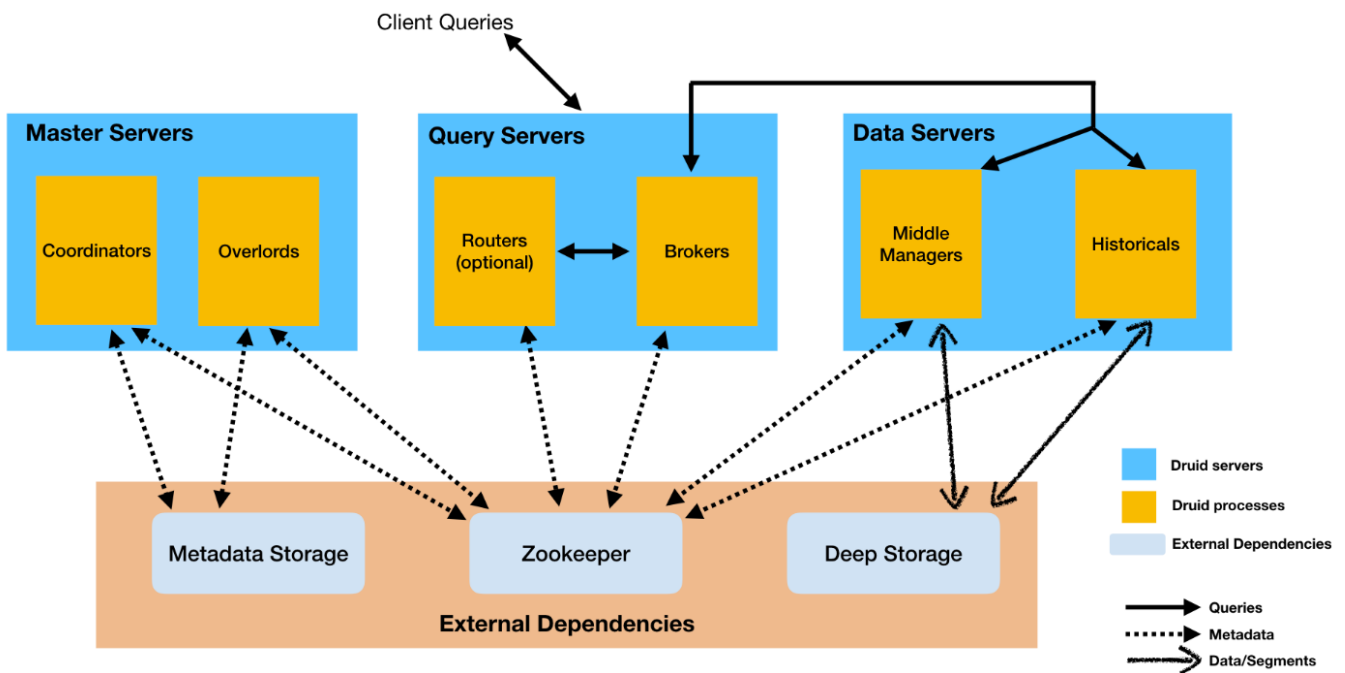 Client Queries
Master Servers
Query Servers
Data Servers
Coordinators
Overlords
Routers
(optional)
Brokers
Middle
Managers
Historicals
Metadata Storage
Zookeeper
Deep Storage
External Dependencies
Druid servers
Druid processes
External Dependencies
Queries
Metadata
Data/Segments